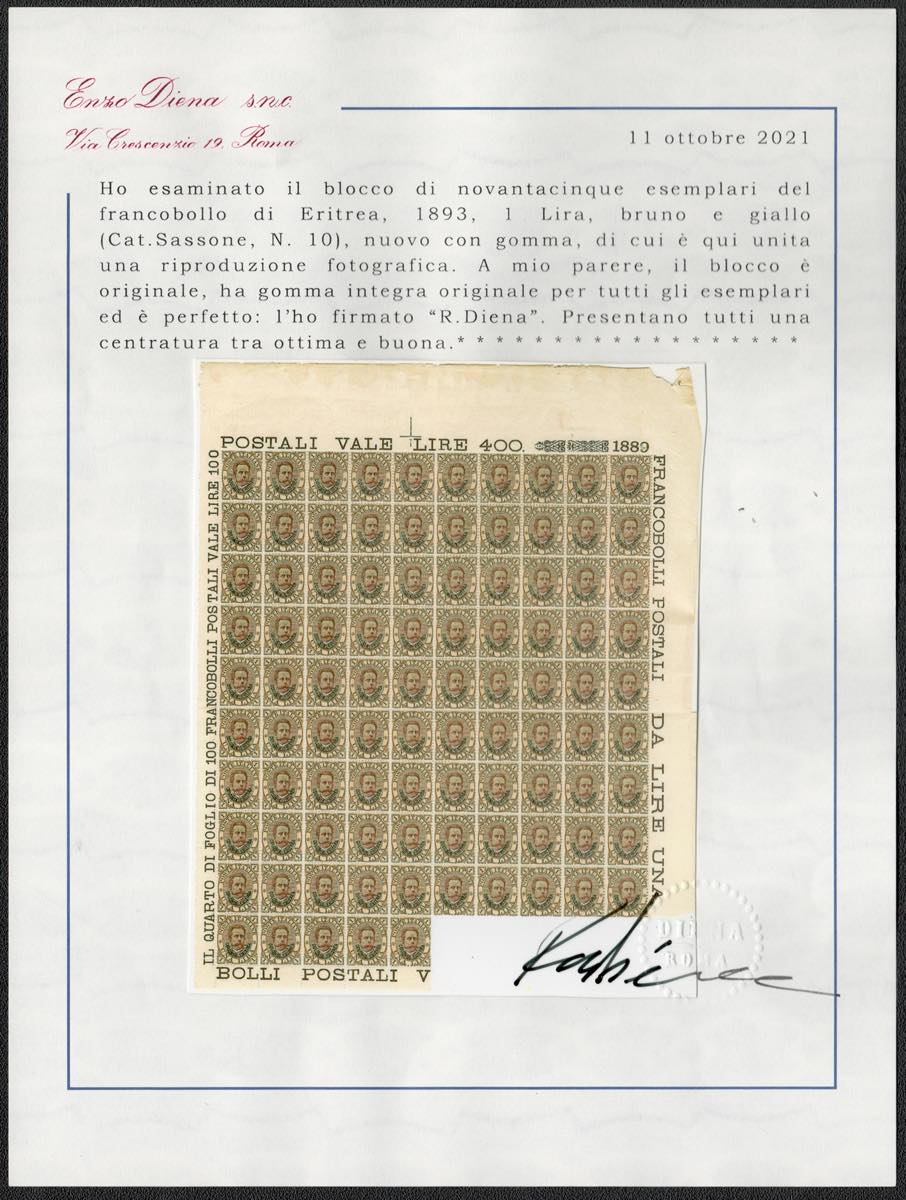 Enzo Diena s.n.c.
Via Crescenzio 19. Roma
11 ottobre 2021
Ho esaminato il blocco di novantacinque esemplari del
francobollo di Eritrea, 1893, 1 Lira, bruno e giallo
(Cat.Sassone, N. 10), nuovo con gomma, di cui è qui unita
una riproduzione fotografica. A mio parere, il blocco è
originale, ha gomma integra originale per tutti gli esemplari
ed è perfetto: l'ho firmato “R.Diena”. Presentano tutti una
centratura tra ottima e buona.* * * * * * * * * * * * * * * * * *
POSTALI VALE LIRE 400. 1889
IL QUARTO DI FOGLIO DI 100 FRANCOBOLLI POSTALI VALE LIRE 100
FRANCOBOLLI POSTALI DA LIRE UNA
BOLLI POSTALI V
DIENA
ROMA